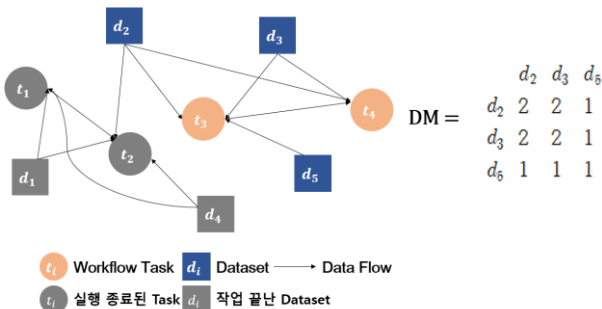 d2
d3
t1
t3
t4
t2
d1
d4
d5
DM =
d2 d3 d5
d2 2 2 1
d3 2 2 1
d5 1 1 1
ti Workflow Task di Dataset Data Flow
ti 실행 종료된 Task di 작업 끝난 Dataset